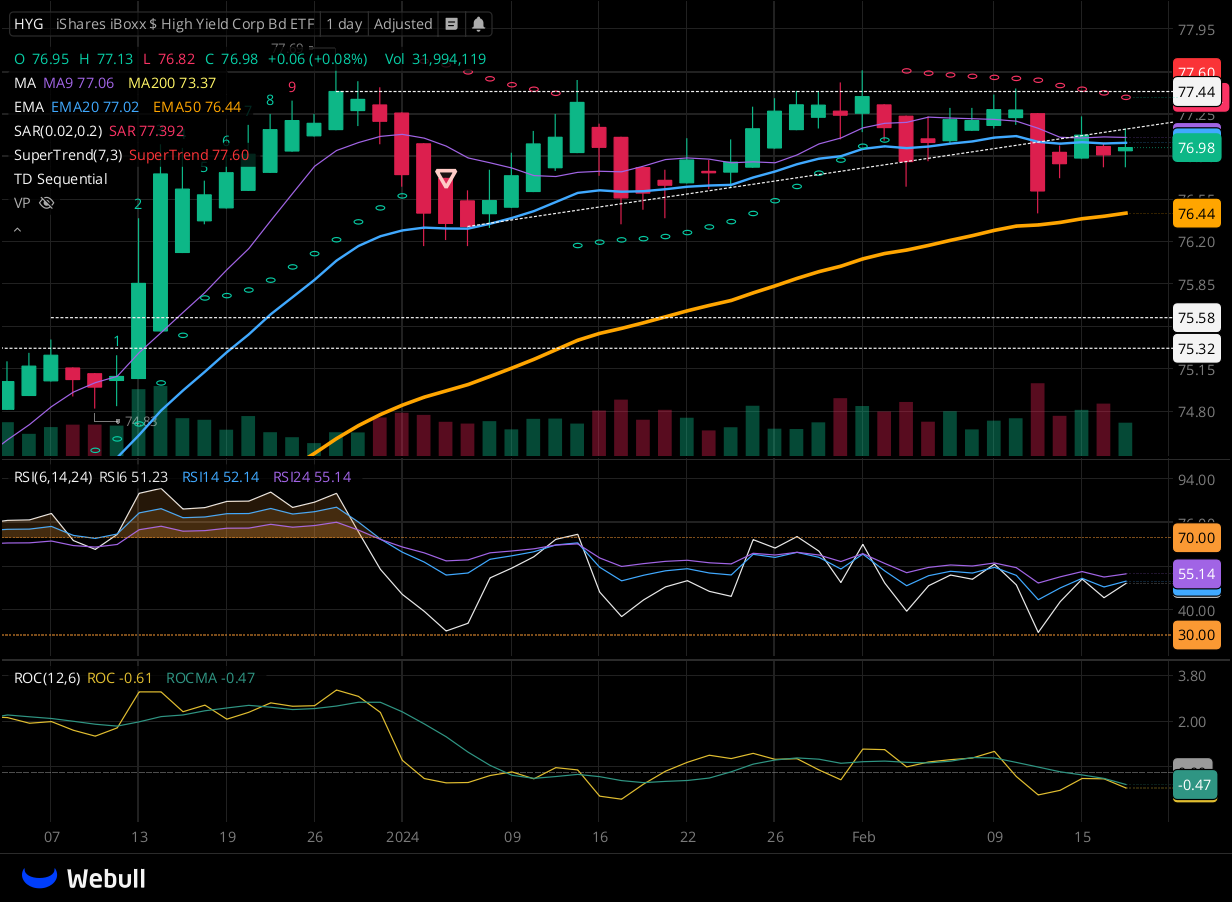 HYG iShares iBoxx $ High Yield Corp Bd ETF 1 day Adjusted
77.95
O 76.95 H 77.13 L 76.82 C 76.98 +0.06 (+0.08%) Vol 31,994,119
77.60
MA MA9 77.06 MA200 73.37
9
77.44
8
EMA EMA20 77.02 EMA50 76.44
7
77.25
SAR(0.02,0.2) SAR 77.392
6
76.98
SuperTrend(7,3) SuperTrend 77.60
5
TD Sequential
VP
2
76.55
76.44
76.20
75.85
75.58
1
75.32
75.15
74.83
74.80
RSI(6,14,24) RSI6 51.23 RSI14 52.14 RSI24 55.14
94.00
70.00
55.14
40.00
30.00
ROC(12,6) ROC -0.61 ROCMA -0.47
3.80
2.00
-0.47
07 13 19 26 2024 09 16 22 26 Feb 09 15
Webull